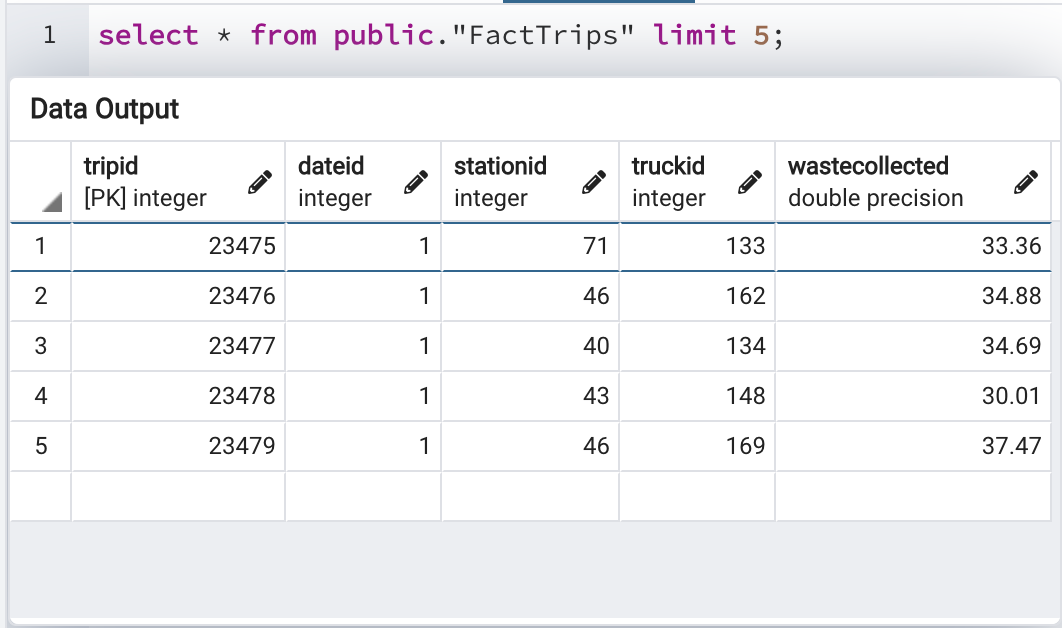 1 select * from public."FactTrips" limit 5;
Data Output
tripid dateid stationid truckid wastecollected
[PK] integer integer integer integer double precision
1 23475 1 71 133 33.36
2 23476 1 46 162 34.88
3 23477 1 40 134 34.69
4 23478 1 43 148 30.01
5 23479 1 46 169 37.47